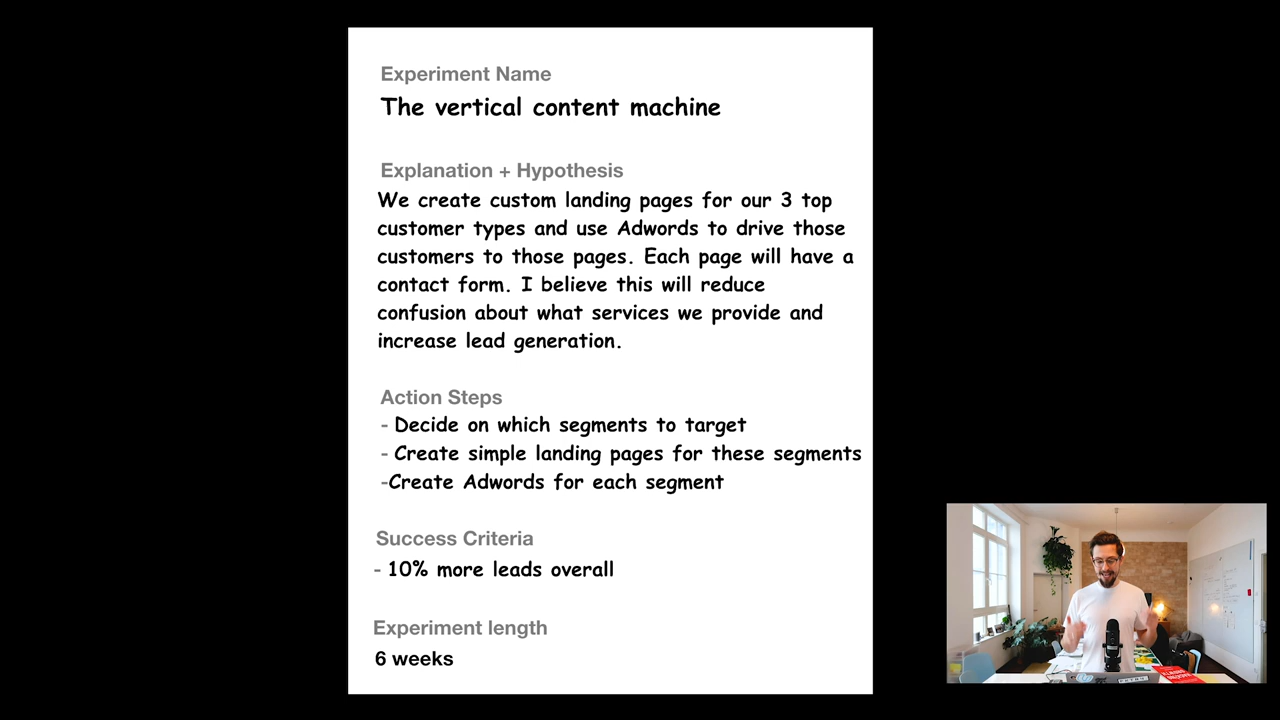 Experiment Name
The vertical content machine
Explanation + Hypothesis
We create custom landing pages for our 3 top
customer types and use Adwords to drive those
customers to those pages. Each page will have a
contact form. I believe this will reduce
confusion about what services we provide and
increase lead generation.
Action Steps
- Decide on which segments to target
- Create simple landing pages for these segments
-Create Adwords for each segment
Success Criteria
- 10% more leads overall
Experiment length
6 weeks